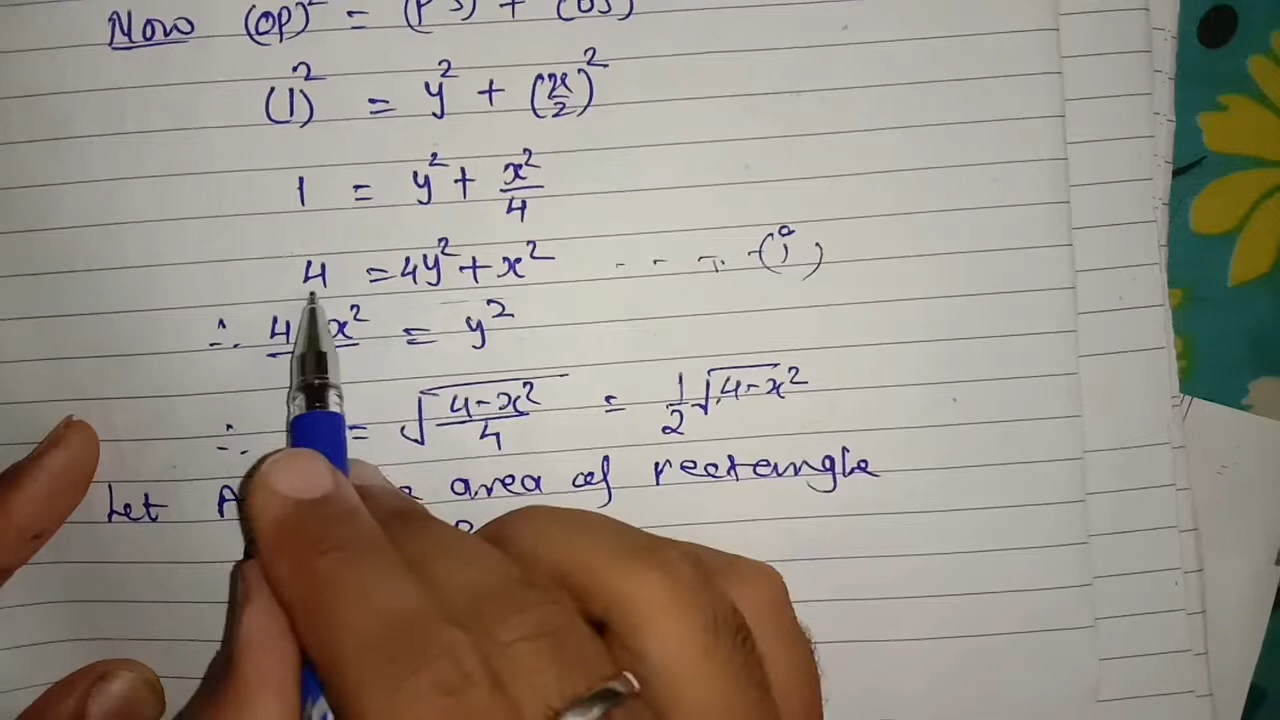 Now (OP)² = (PS)² + (OS)²
(1)² = y² + (x/2)²
1 = y² + x²/4
4 = 4y² + x² - - - - (i)
∴ 4 x² = y²
∴ = √(4-x²/4) = 1/2 √4-x²
Let A area of rectangle